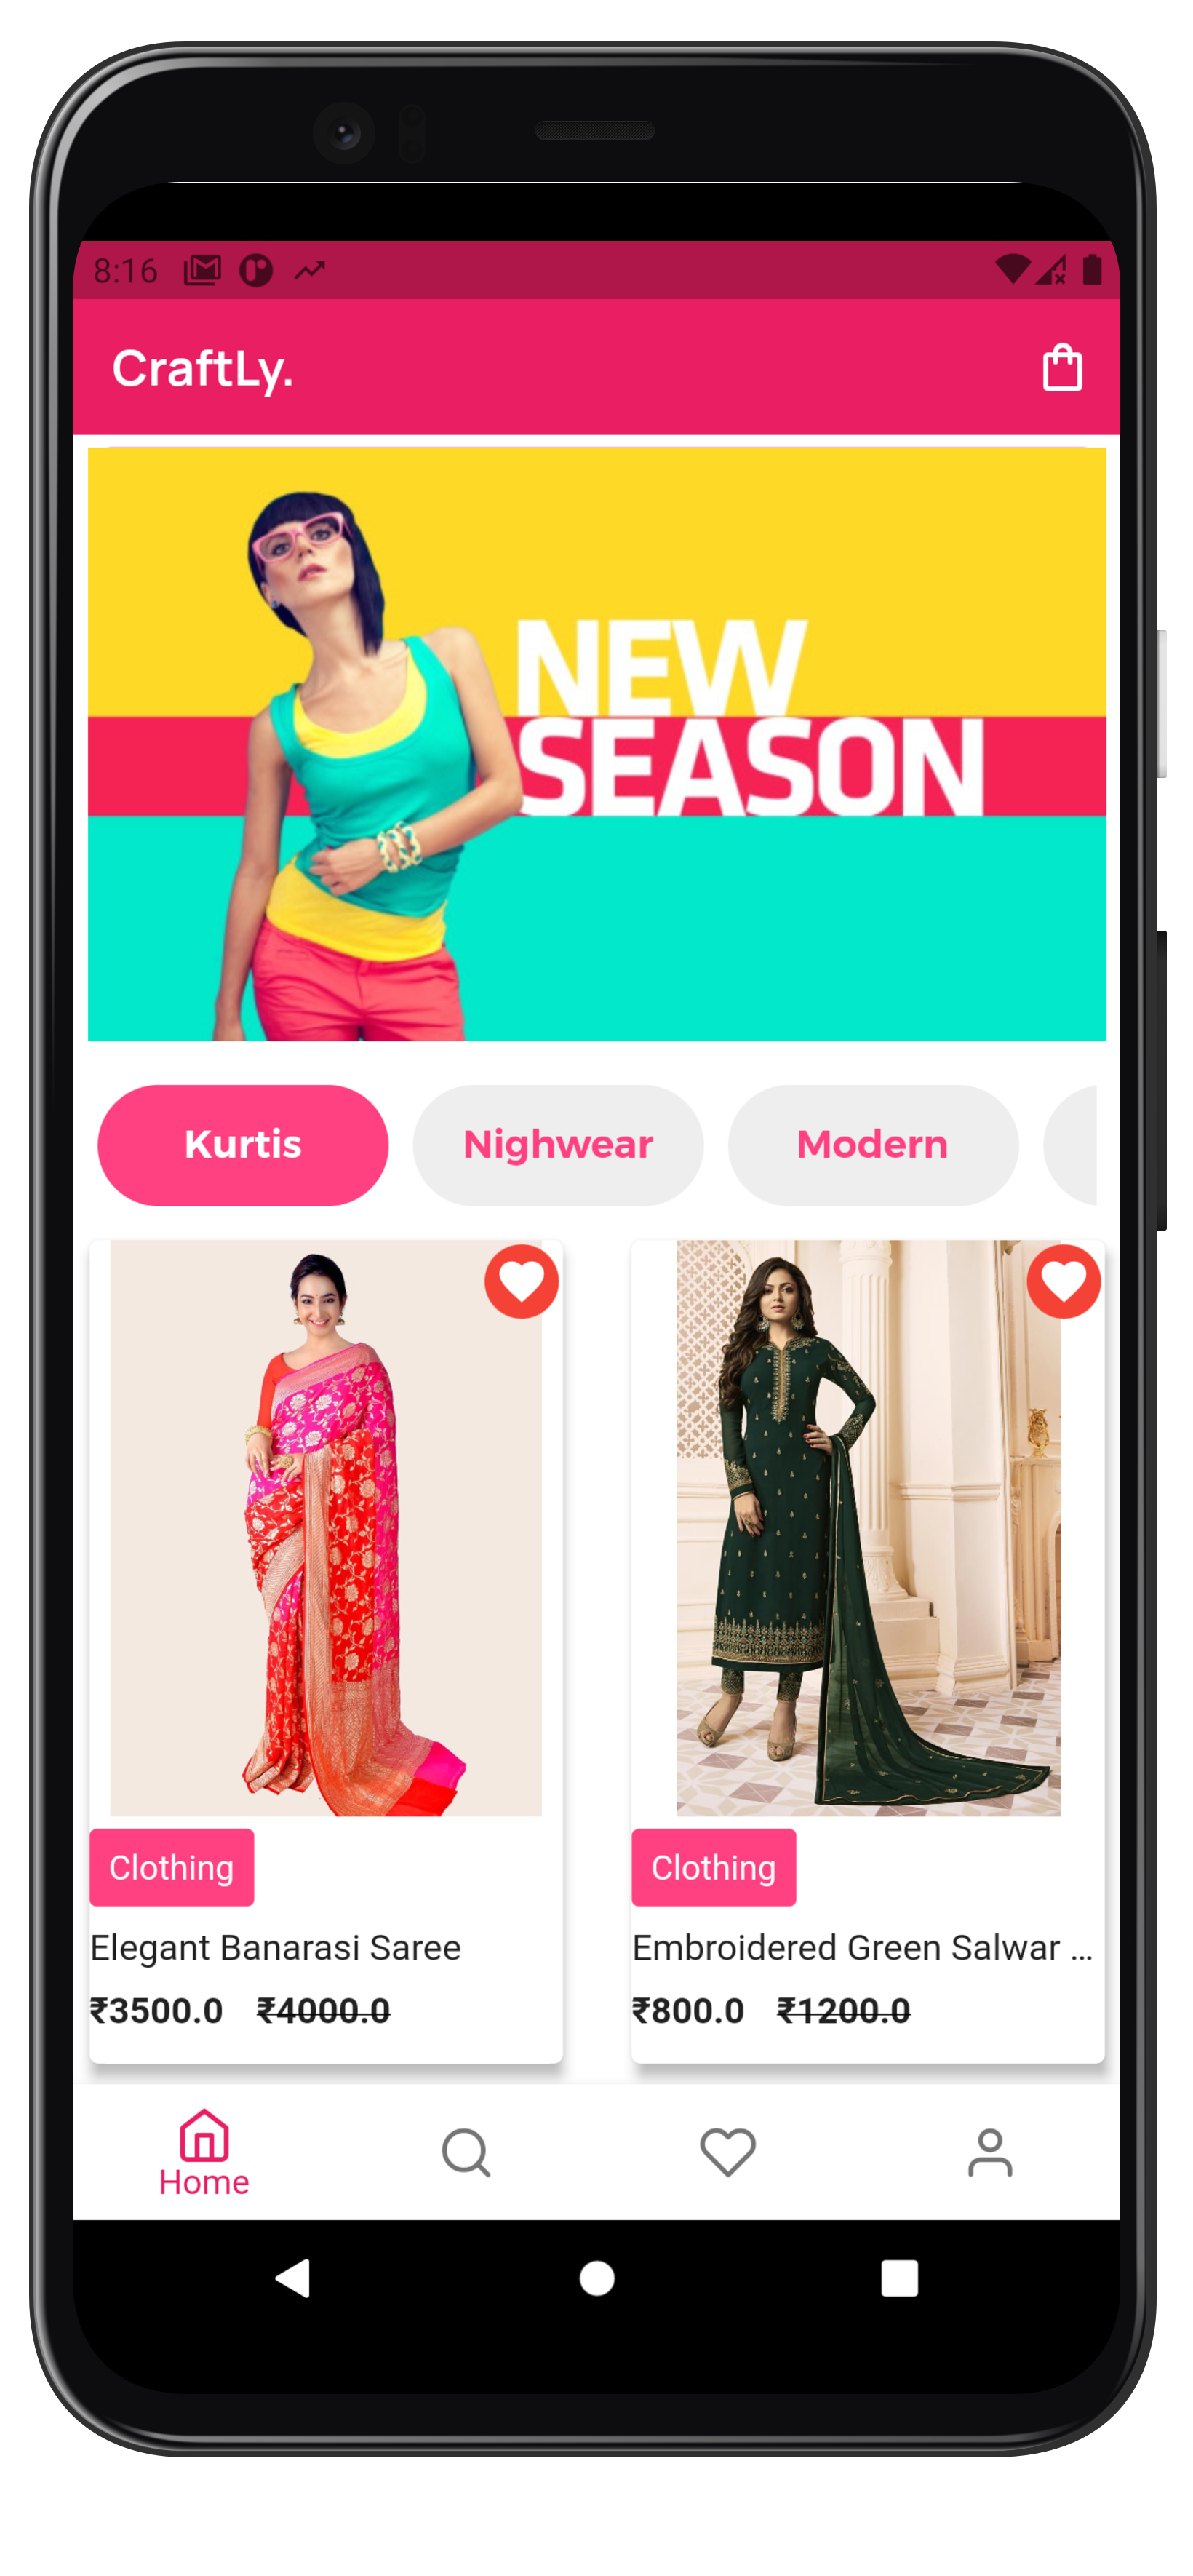 8:16
CraftLy.
NEW
SEASON
Kurtis Nighwear Modern
Clothing Clothing
Elegant Banarasi Saree Embroidered Green Salwar ...
₹3500.0 ₹4000.0 ₹800.0 ₹1200.0
Home